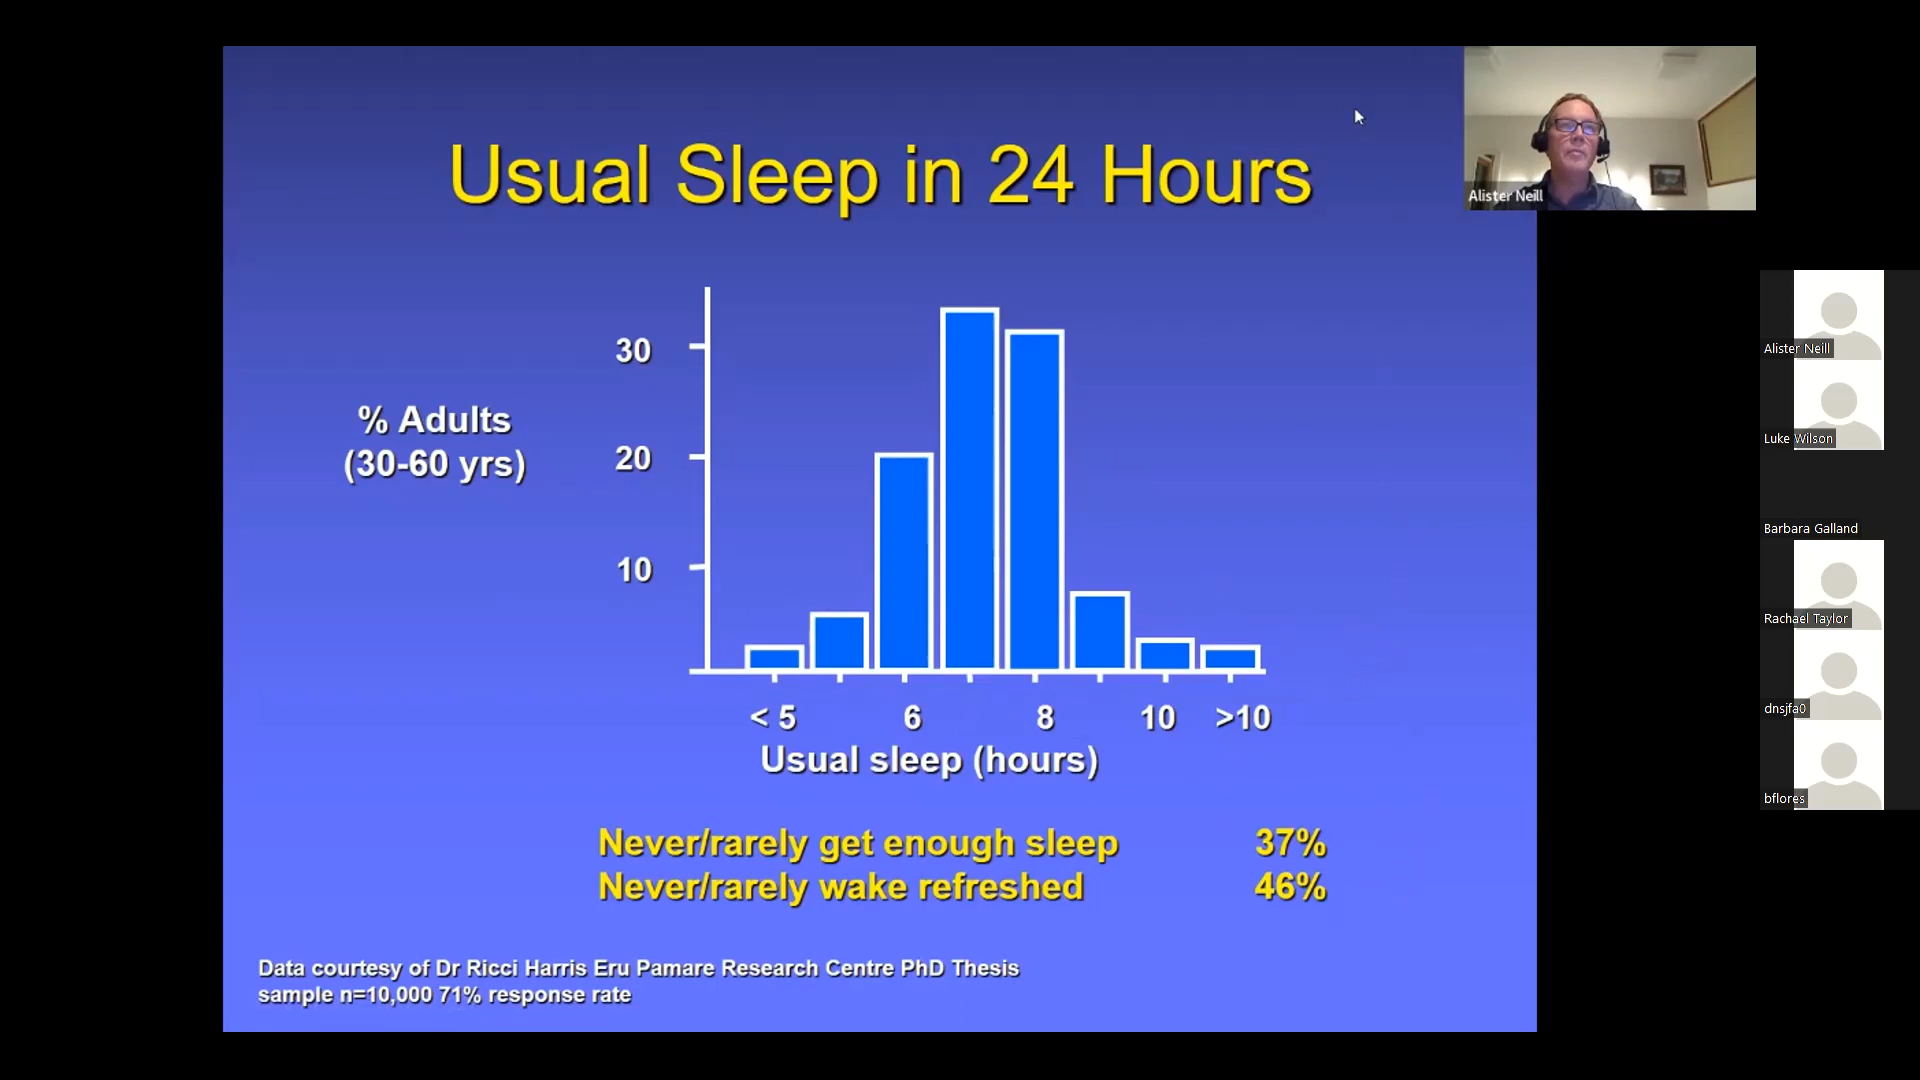 Usual Sleep in 24 Hours
30
% Adults
(30-60 yrs)
20
10
< 5 6 8 10 >10
Usual sleep (hours)
Never/rarely get enough sleep 37%
Never/rarely wake refreshed 46%
Data courtesy of Dr Ricci Harris Eru Pamare Research Centre PhD Thesis
sample n=10,000 71% response rate
Alister Neill
Alister Neill
Luke Wilson
Barbara Galland
Rachael Taylor
dnsjfa0
bflores